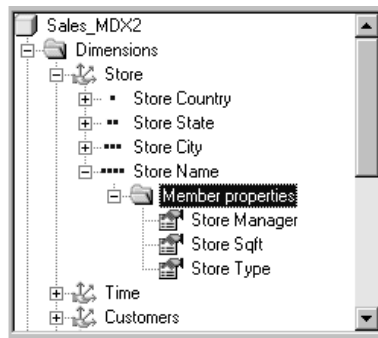 Sales_MDX2
Dimensions
Store
Store Country
Store State
Store City
Store Name
Member properties
Store Manager
Store Sqft
Store Type
Time
Customers